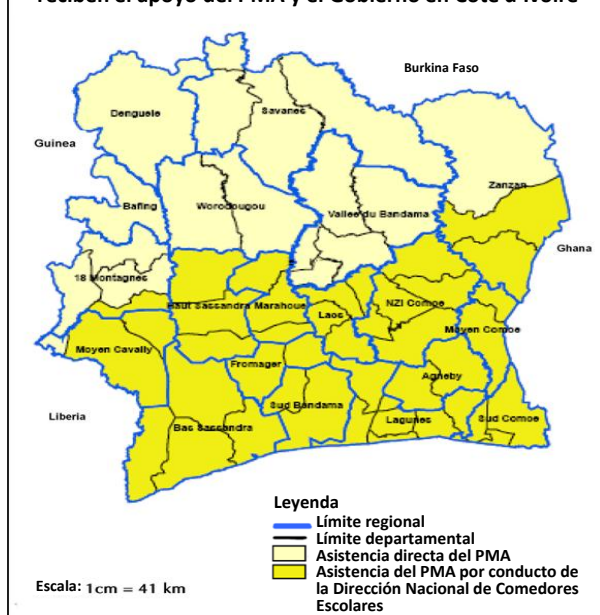 reciben el apoyo del PMA y el Gobierno en Côte d'Ivoire
Burkina Faso
Denguele
Savanes
Guinea
Zanzan
Bafing
Worodougou
Vallee du Bandama
Ghana
18 Montagnes
Haut Sassandra
Marahoue
NZI Comoe
Laos
Moyen Comoe
Moyen Cavally
Fromager
Agneby
Sud Bandama
Liberia
Bas Sassandra
Lagunes
Sud Comoe
Leyenda
Límite regional
Límite departamental
Asistencia directa del PMA
Asistencia del PMA por conducto de
la Dirección Nacional de Comedores
Escolares
Escala: 1cm = 41 km